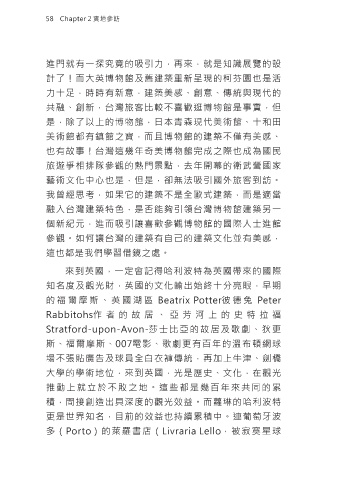 58 Chapter 2 實地參訪
進門就有一探究竟的吸引力，再來，就是知識展覽的設
計了！而大英博物館及舊建築重新呈現的柯芬園也是活
力十足，時時有新意，建築美感、創意、傳統與現代的
共融、創新，台灣旅客比較不喜歡逛博物館是事實，但
是，除了以上的博物館，日本青森現代美術館、十和田
美術館都有鎮館之寶，而且博物館的建築不僅有美感、
也有故事！台灣這幾年奇美博物館完成之際也成為國民
旅遊爭相排隊參觀的熱門景點，去年開幕的衛武營國家
藝術文化中心也是，但是，卻無法吸引國外旅客到訪。
我曾經思考，如果它的建築不是全歐式建築，而是適當
融入台灣建築特色，是否能夠引領台灣博物館建築另一
個新紀元，進而吸引讓喜歡參觀博物館的國際人士進館
參觀。如何讓台灣的建築有自己的建築文化並有美感，
這也都是我們學習借鏡之處。
來到英國，一定會記得哈利波特為英國帶來的國際
知名度及觀光財，英國的文化輸出始終十分亮眼，早期
的福爾摩斯、英國湖區 Beatrix Potter彼德兔 Peter
Rabbitohs作者的故居、亞芳河上的史特拉福
Stratford-upon-Avon-莎士比亞的故居及歌劇、狄更
斯、福爾摩斯、007電影、歌劇更有百年的溫布頓網球
場不張貼廣告及球員全白衣褲傳統，再加上牛津、劍橋
大學的學術地位，來到英國，光是歷史、文化，在觀光
推動上就立於不敗之地。這些都是幾百年來共同的累
積，間接創造出具深度的觀光效益。而羅琳的哈利波特
更是世界知名，目前的效益也持續累積中。連葡萄牙波
多（Porto）的萊羅書店（Livraria Lello，被寂寞星球